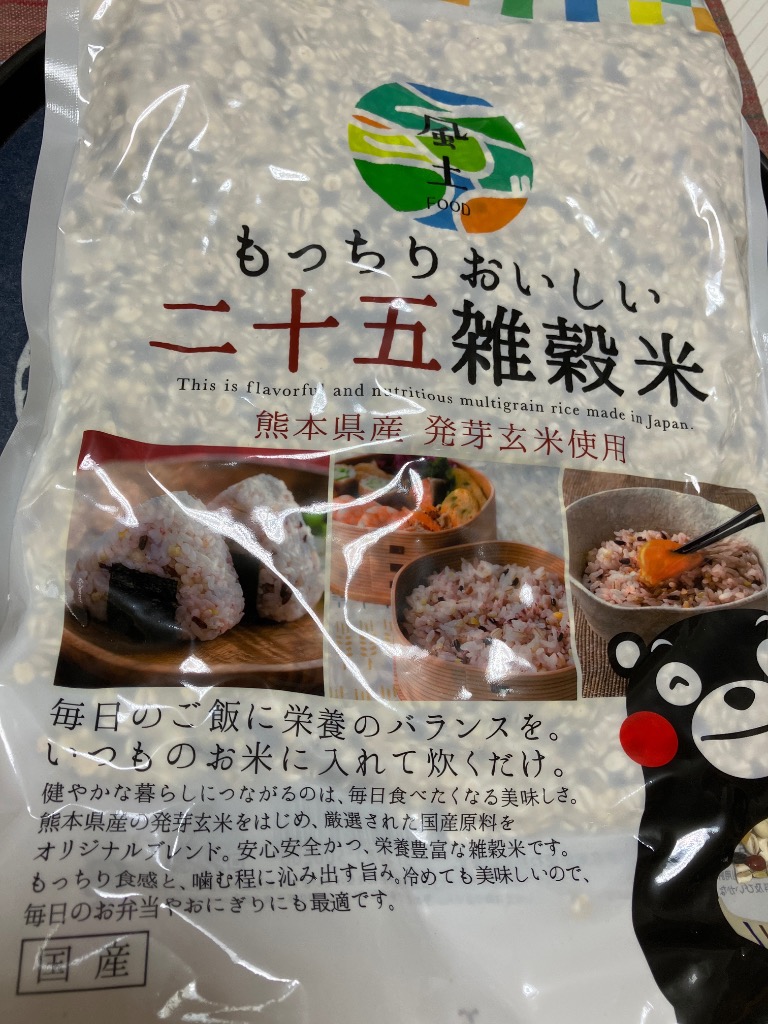 風土
FOOD
もっちりおいしい
二十五雑穀米
This is flavorful and nutritious multigrain rice made in Japan.
熊本県産 発芽玄米使用
毎日のご飯に栄養のバランスを。
いつものお米に入れて炊くだけ。
健やかな暮らしにつながるのは、毎日食べたくなる美味しさ。
熊本県産の発芽玄米をはじめ、厳選された国産原料を
オリジナルブレンド。安心安全かつ、栄養豊富な雑穀米です。
もっちり食感と、噛む程に沁み出す旨み。冷めても美味しいので、
毎日のお弁当やおにぎりにも最適です。
国産